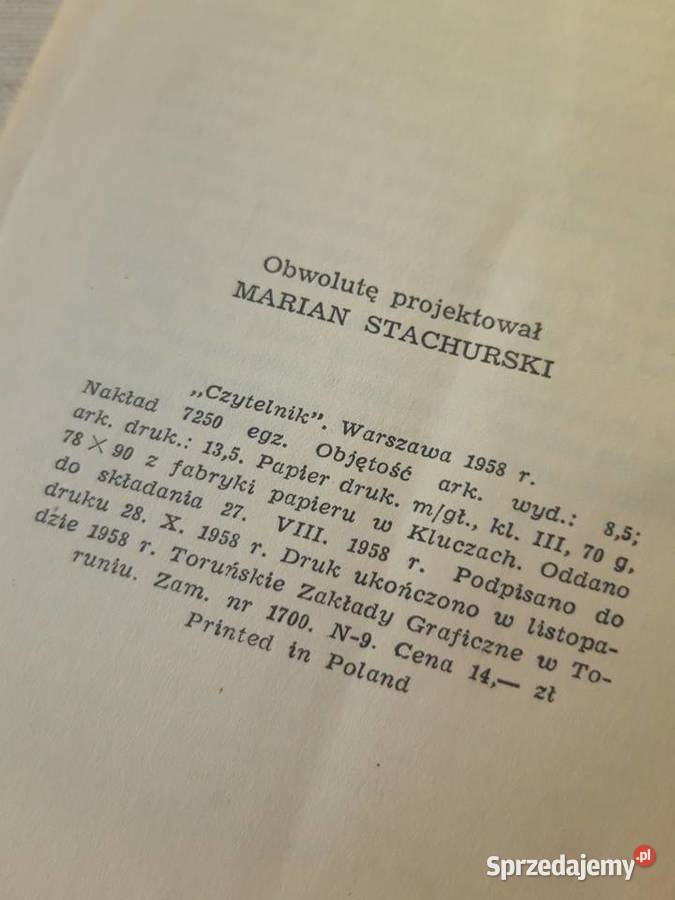 Obwolutę projektował
MARIAN STACHURSKI
„Czytelnik”. Warszawa 1958 r.
Nakład 7250 egz. Objętość ark. wyd.: 8,5;
ark. druk.: 13,5. Papier druk. m/gł., kl. III, 70 g,
78 × 90 z fabryki papieru w Kluczach. Oddano
do składania 27. VIII. 1958 r. Podpisano do
druku 28. X. 1958 r. Druk ukończono w listopa-
dzie 1958 r. Toruńskie Zakłady Graficzne w To-
runiu. Zam. nr 1700. N-9. Cena 14,— zł
Printed in Poland
Sprzedajemy.pl